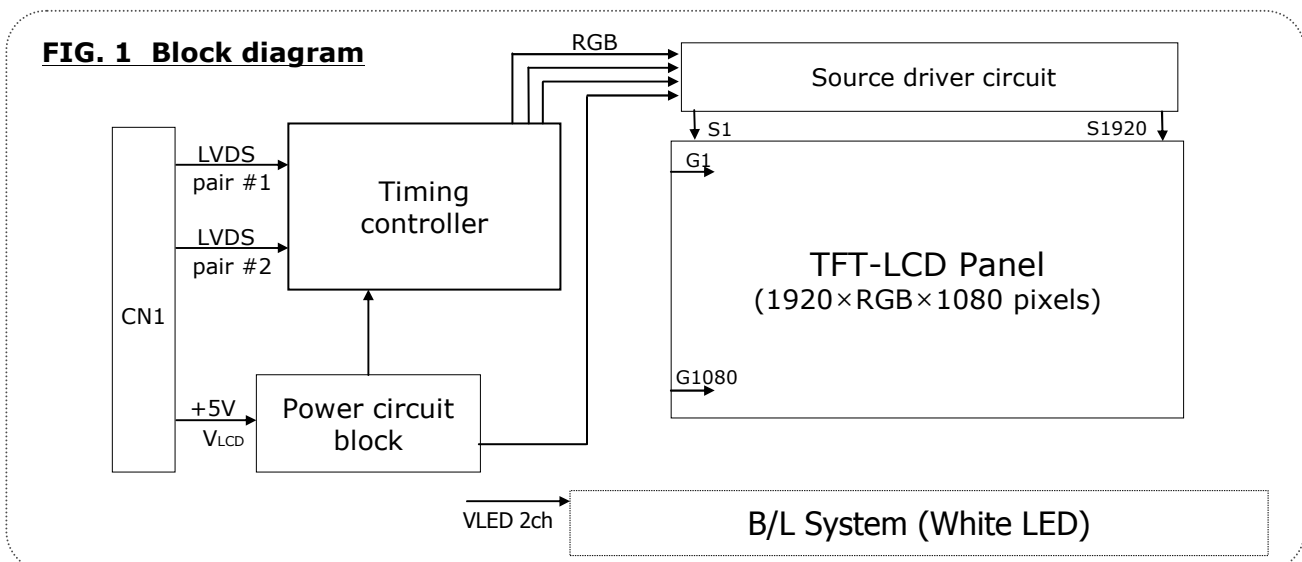 FIG. 1  Block diagram
RGB
Source driver circuit
S1
S1920
CN1
LVDS
pair #1
LVDS
pair #2
Timing
controller
G1
TFT-LCD Panel
(1920×RGB×1080 pixels)
G1080
+5V
VLCD
Power circuit
block
VLED 2ch
B/L System (White LED)